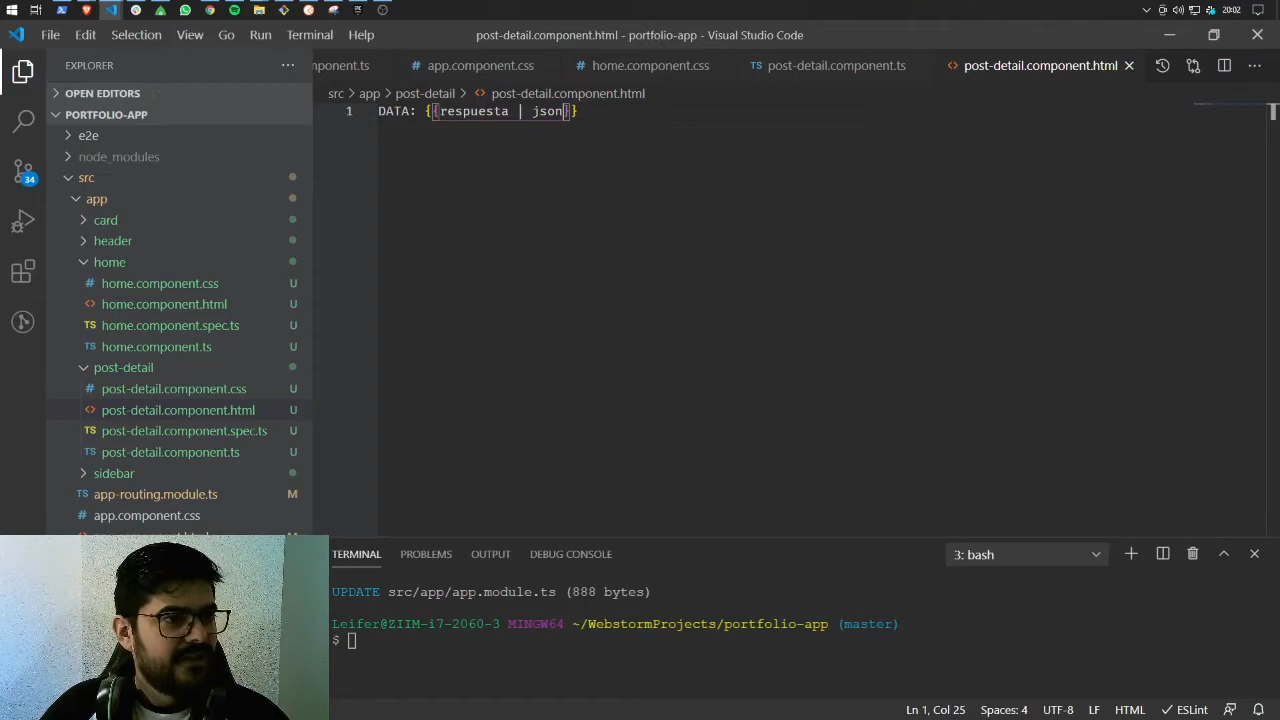 File Edit Selection View Go Run Terminal Help
post-detail.component.html - portfolio-app - Visual Studio Code
20:02
EXPLORER
OPEN EDITORS
PORTFOLIO-APP
e2e
node_modules
src
app
card
header
home
home.component.css U
home.component.html U
home.component.spec.ts U
home.component.ts U
post-detail
post-detail.component.css U
post-detail.component.html U
post-detail.component.spec.ts U
post-detail.component.ts U
sidebar
app-routing.module.ts M
app.component.css
34
mponent.ts app.component.css home.component.css post-detail.component.ts post-detail.component.html
src > app > post-detail > post-detail.component.html
1 DATA: {{respuesta | json}}
TERMINAL PROBLEMS OUTPUT DEBUG CONSOLE 3: bash
UPDATE src/app/app.module.ts (888 bytes)
Leifer@ZIIM-i7-2060-3 MINGW64 ~/WebstormProjects/portfolio-app (master)
$
Ln 1, Col 25 Spaces: 4 UTF-8 LF HTML ESLint